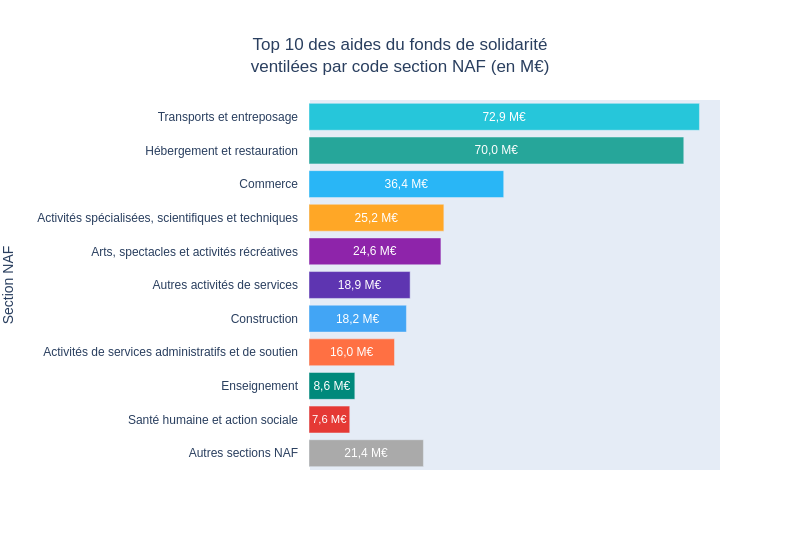 Top 10 des aides du fonds de solidarité
ventilées par code section NAF (en M€)
Section NAF
Transports et entreposage 72,9 M€
Hébergement et restauration 70,0 M€
Commerce 36,4 M€
Activités spécialisées, scientifiques et techniques 25,2 M€
Arts, spectacles et activités récréatives 24,6 M€
Autres activités de services 18,9 M€
Construction 18,2 M€
Activités de services administratifs et de soutien 16,0 M€
Enseignement 8,6 M€
Santé humaine et action sociale 7,6 M€
Autres sections NAF 21,4 M€